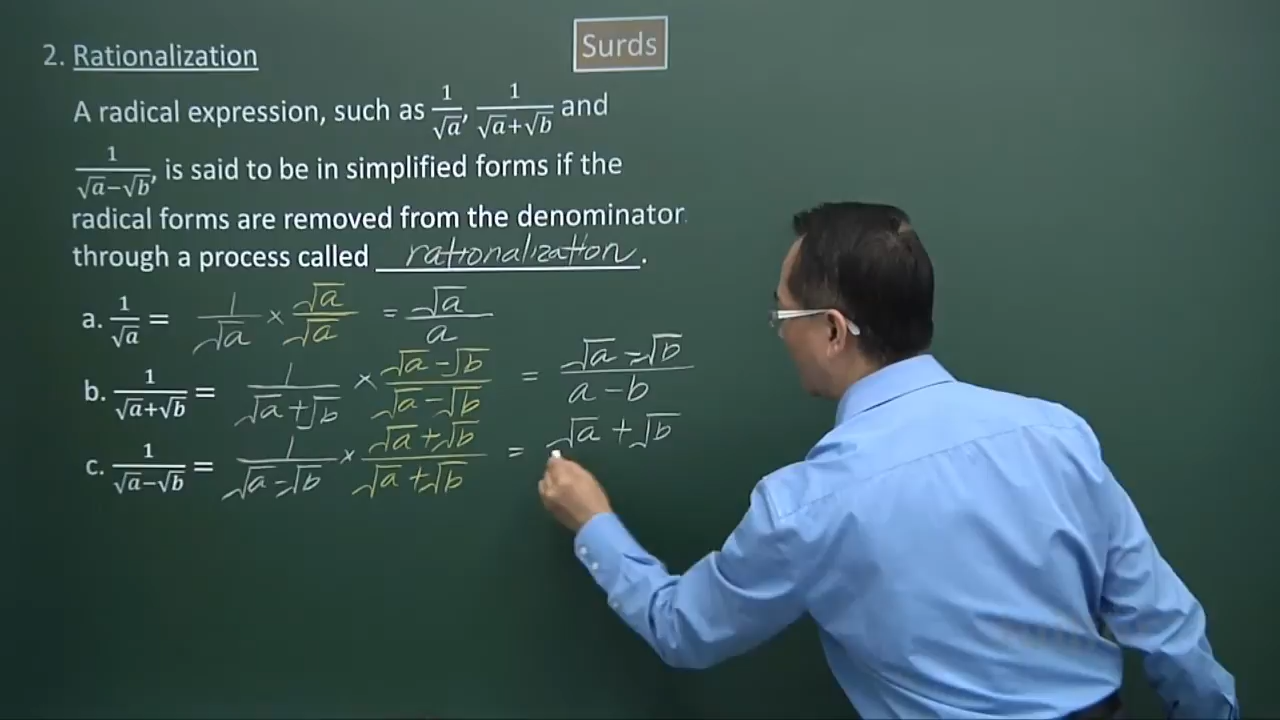 Surds
2. Rationalization
A radical expression, such as 1/√a, 1/(√a+√b) and
1/(√a−√b), is said to be in simplified forms if the
radical forms are removed from the denominator
through a process called rationalization.
a. 1/√a = 1/√a × √a/√a = √a/a
b. 1/(√a+√b) = 1/(√a+√b) × (√a−√b)/(√a−√b) = (√a−√b)/(a−b)
c. 1/(√a−√b) = 1/(√a−√b) × (√a+√b)/(√a+√b) = √a+√b